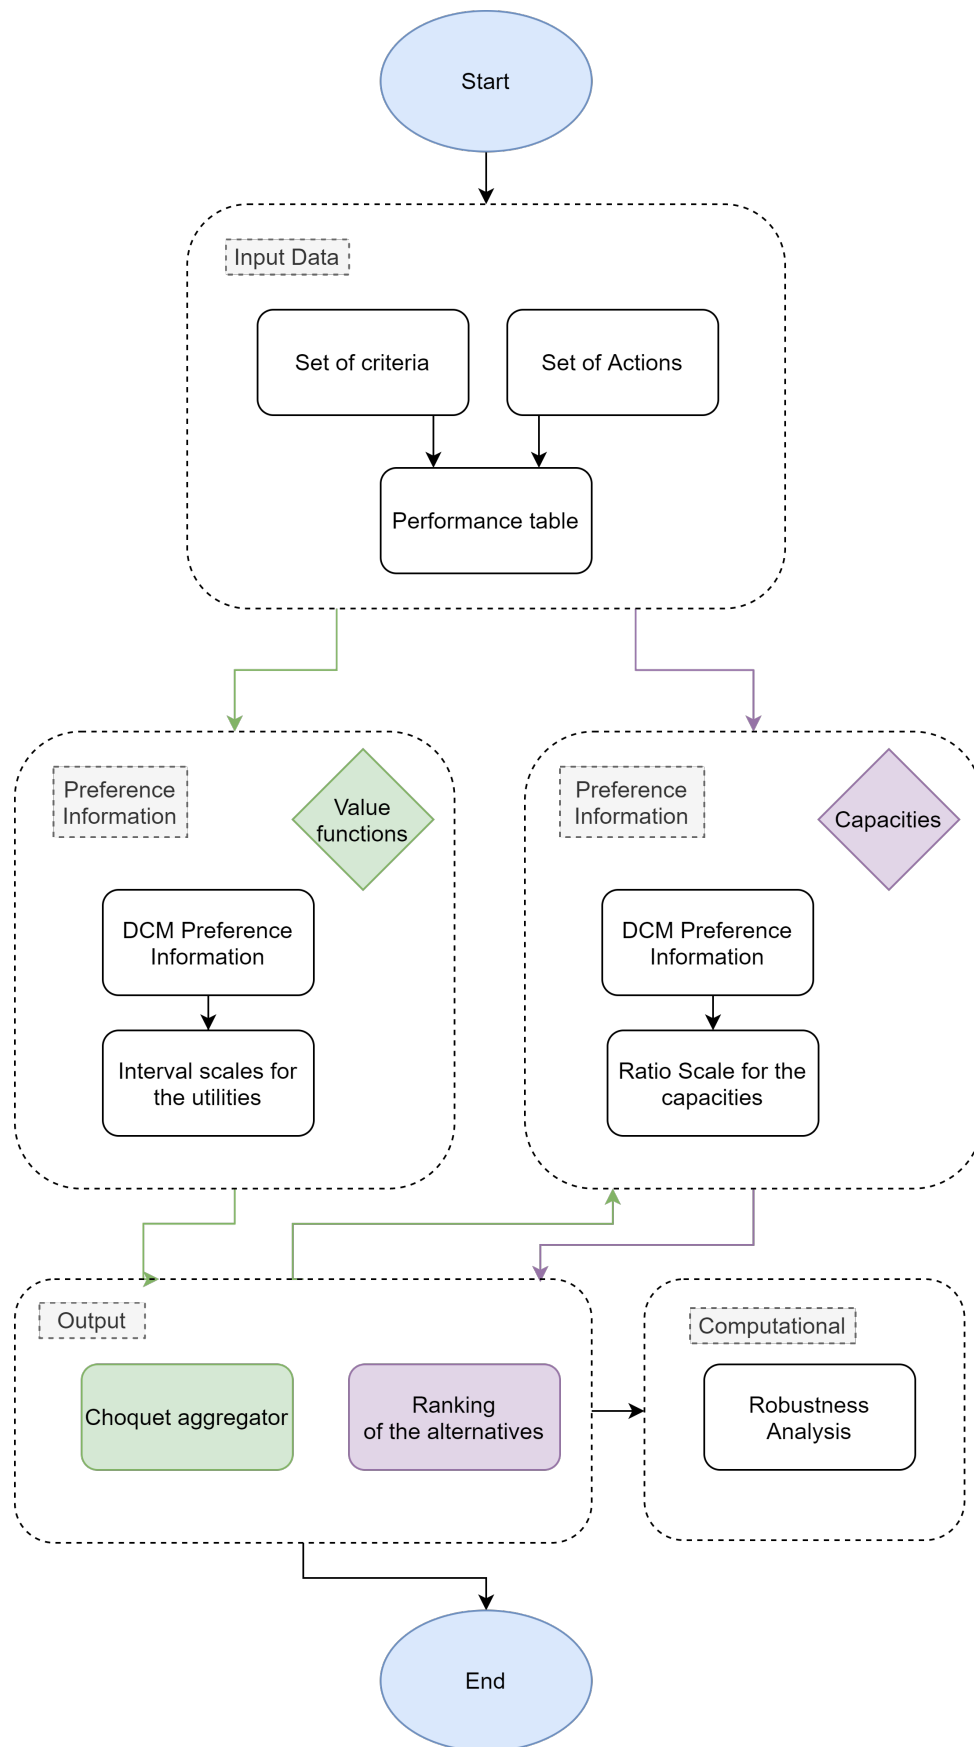 Start
Input Data
Set of criteria
Set of Actions
Performance table
Preference
Information
Value
functions
DCM Preference
Information
Interval scales for
the utilities
Preference
Information
Capacities
DCM Preference
Information
Ratio Scale for the
capacities
Output
Choquet aggregator
Ranking
of the alternatives
Computational
Robustness
Analysis
End